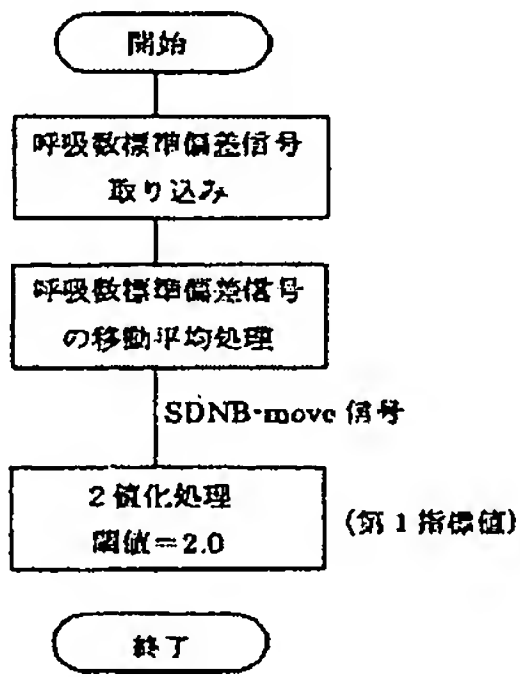 開始
呼吸数標準偏差信号
取り込み
呼吸数標準偏差信号
の移動平均処理
SDNB-move 信号
2値化処理
閾値=2.0
(第1指標値)
終了